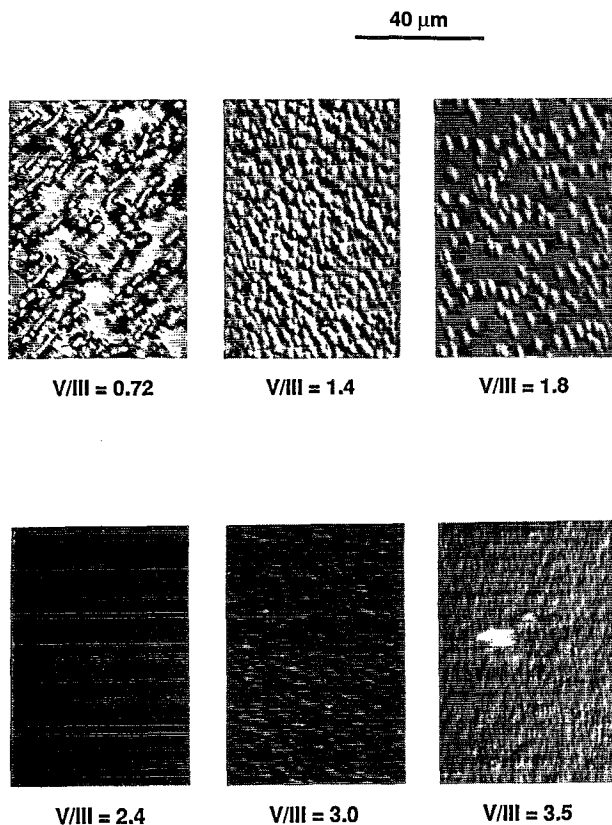 40 μm
V/III = 0.72
V/III = 1.4
V/III = 1.8
V/III = 2.4
V/III = 3.0
V/III = 3.5